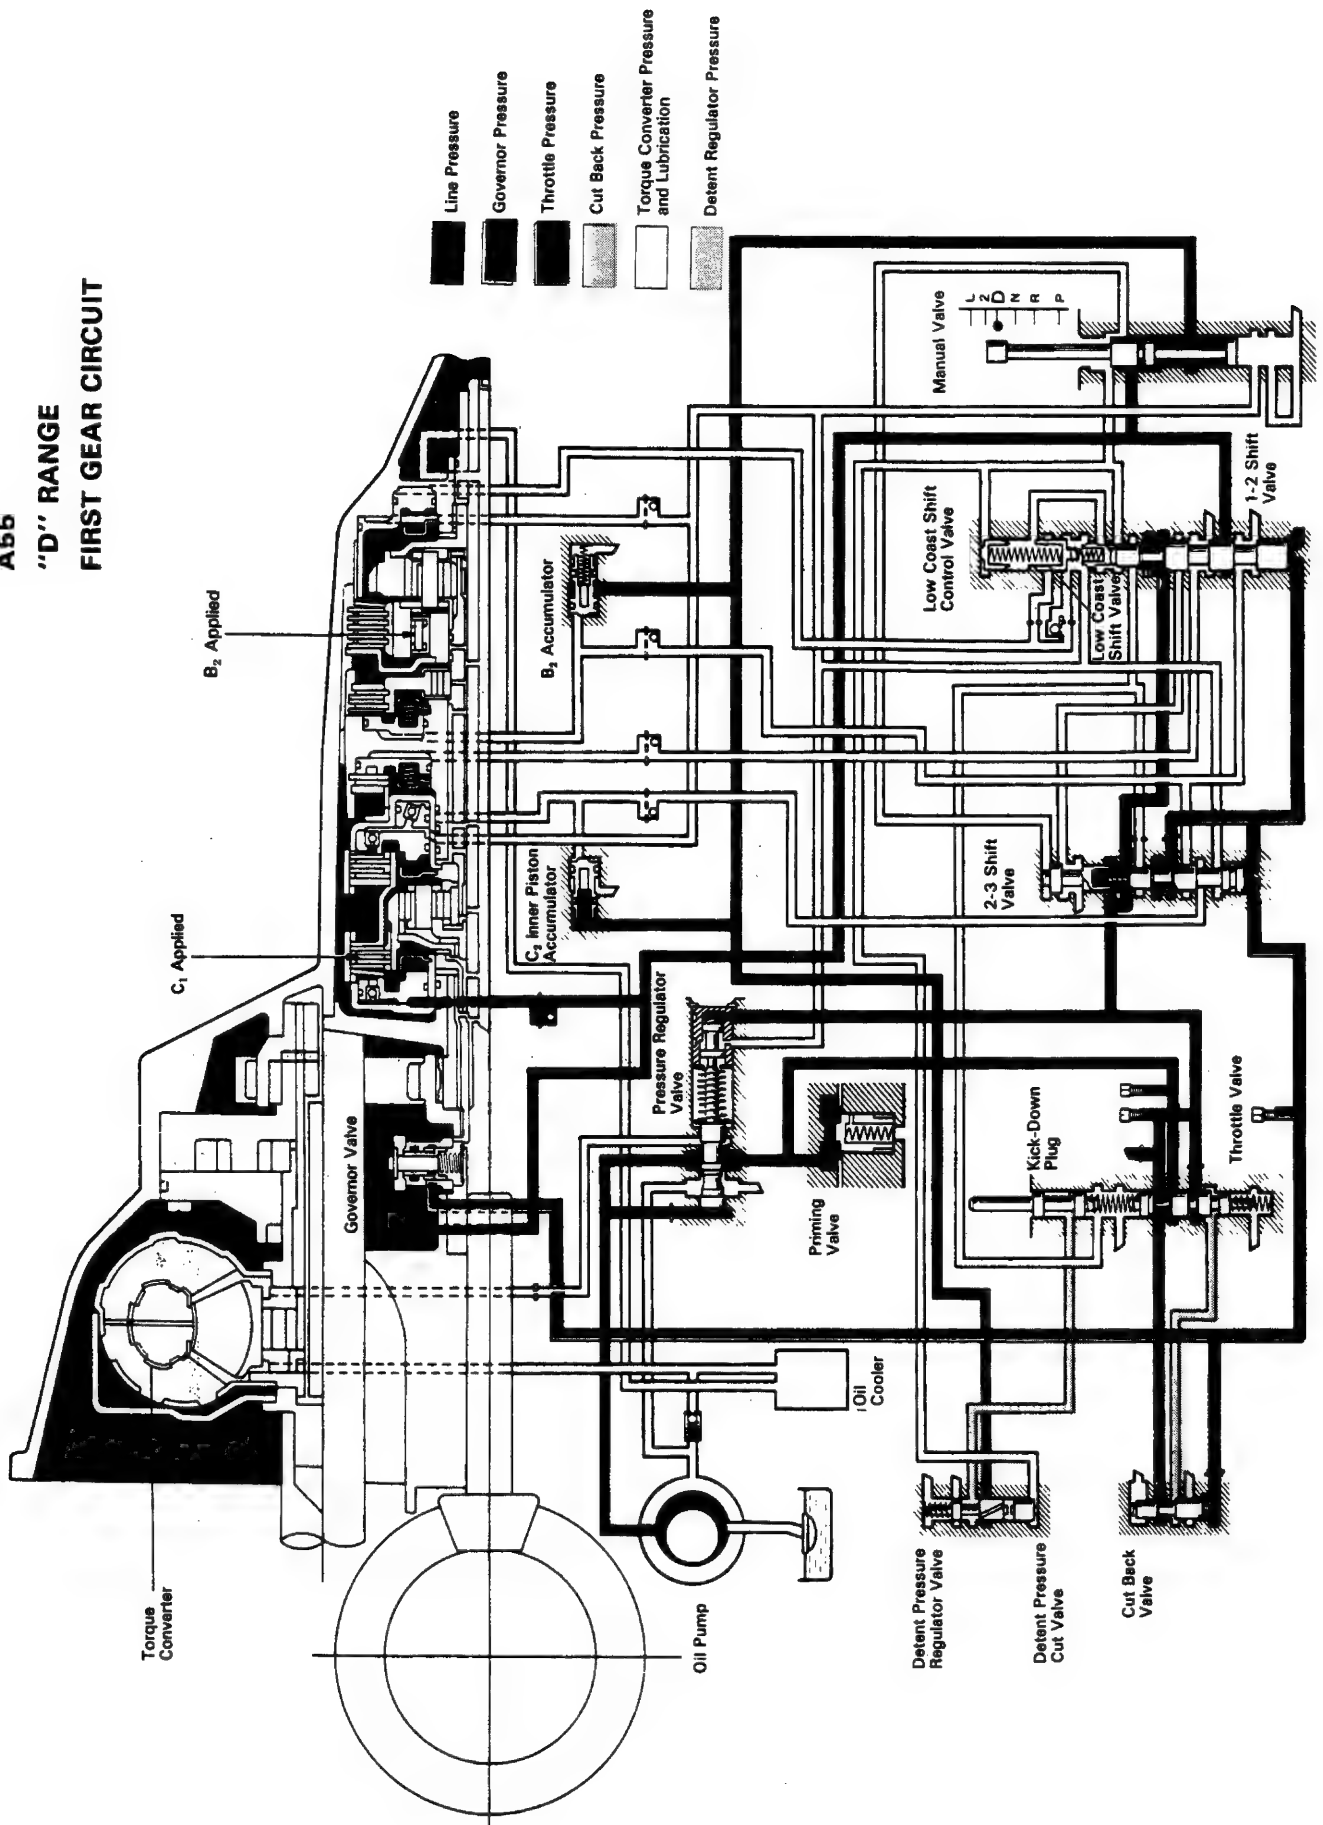 A55
"D" RANGE
FIRST GEAR CIRCUIT
Line Pressure
Governor Pressure
Throttle Pressure
Cut Back Pressure
Torque Converter Pressure
and Lubrication
Detent Regulator Pressure
Torque
Converter
C₁ Applied
B₂ Applied
Governor Valve
C₂ Inner Piston
Accumulator
B₂ Accumulator
Pressure Regulator
Valve
Priming
Valve
Oil Pump
Oil
Cooler
Low Coast Shift
Control Valve
Low Coast
Shift Valve
Manual Valve
L
2
D
N
R
P
1-2 Shift
Valve
2-3 Shift
Valve
Kick-Down
Plug
Throttle Valve
Detent Pressure
Regulator Valve
Detent Pressure
Cut Valve
Cut Back
Valve